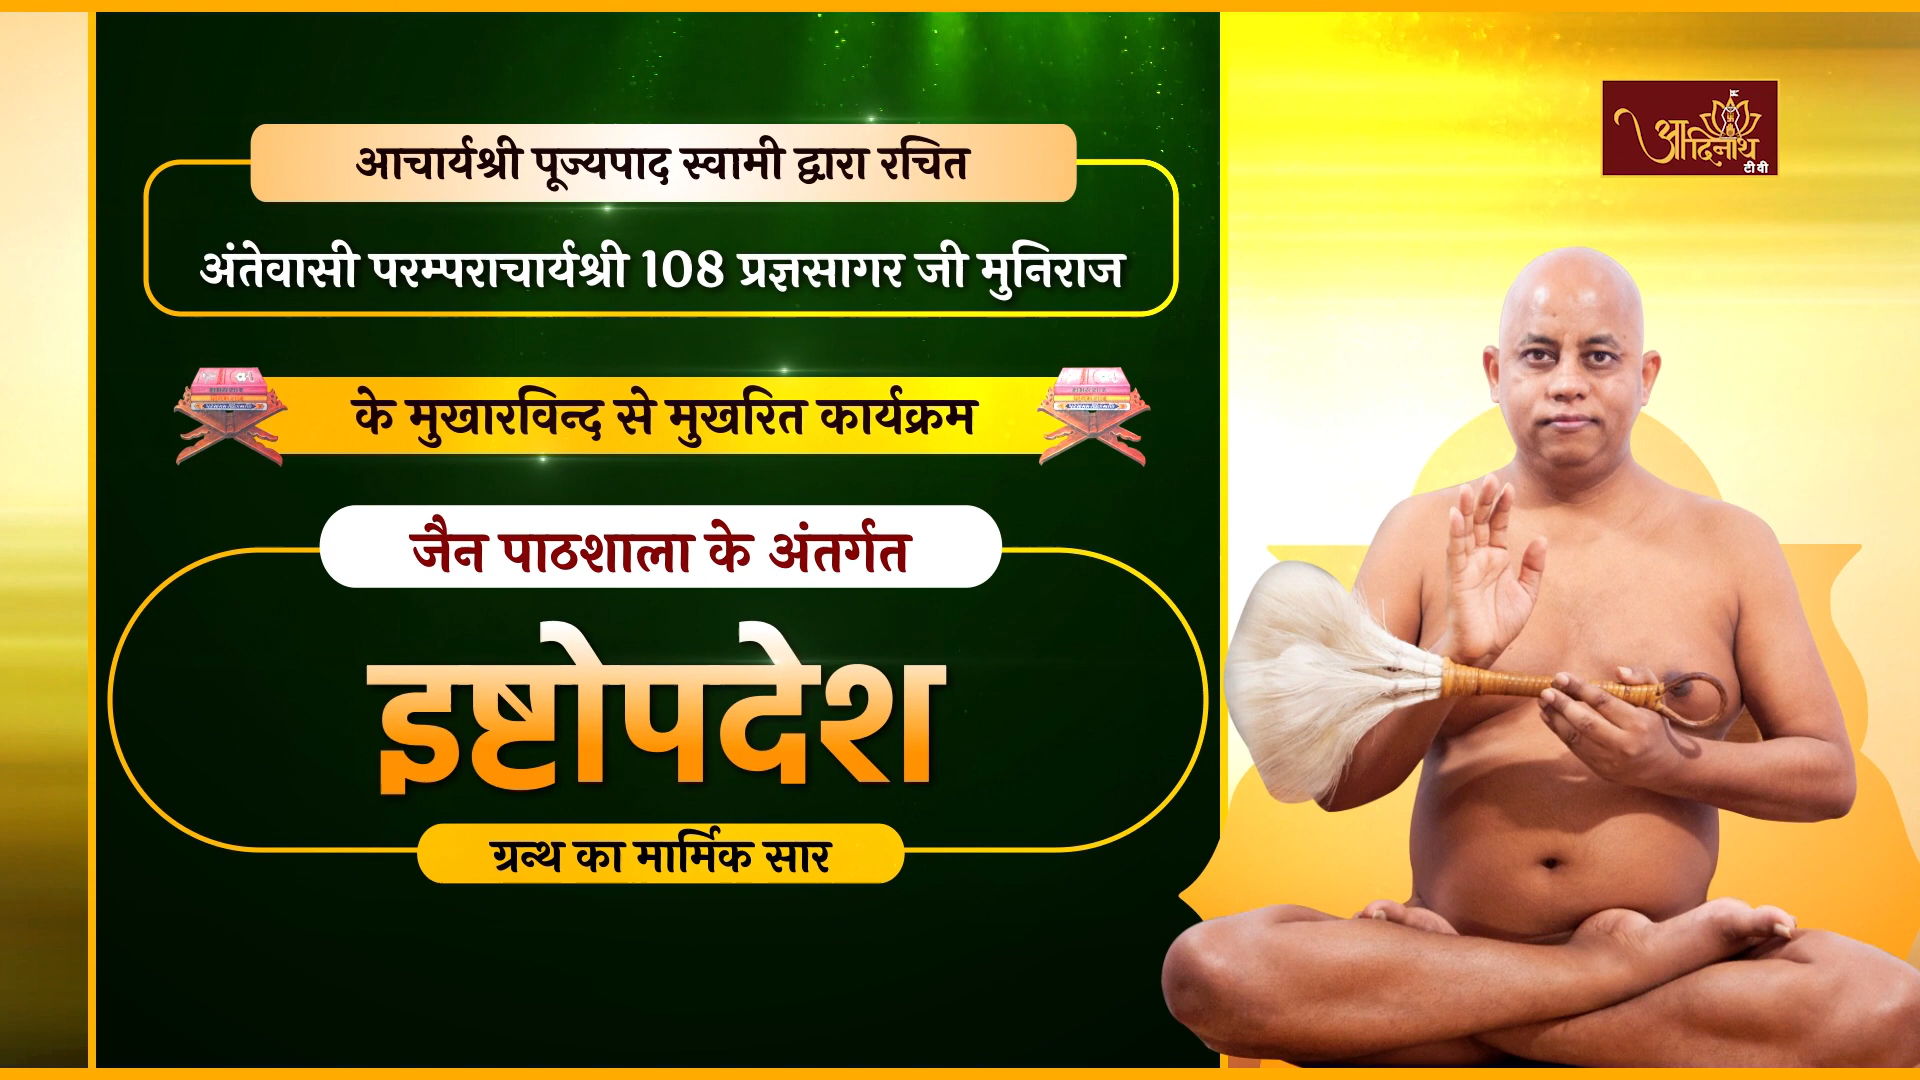 आदिनाथ
टीवी
आचार्यश्री पूज्यपाद स्वामी द्वारा रचित
अंतेवासी परम्पराचार्यश्री 108 प्रज्ञसागर जी मुनिराज
के मुखारविन्द से मुखरित कार्यक्रम
जैन पाठशाला के अंतर्गत
इष्टोपदेश
ग्रन्थ का मार्मिक सार